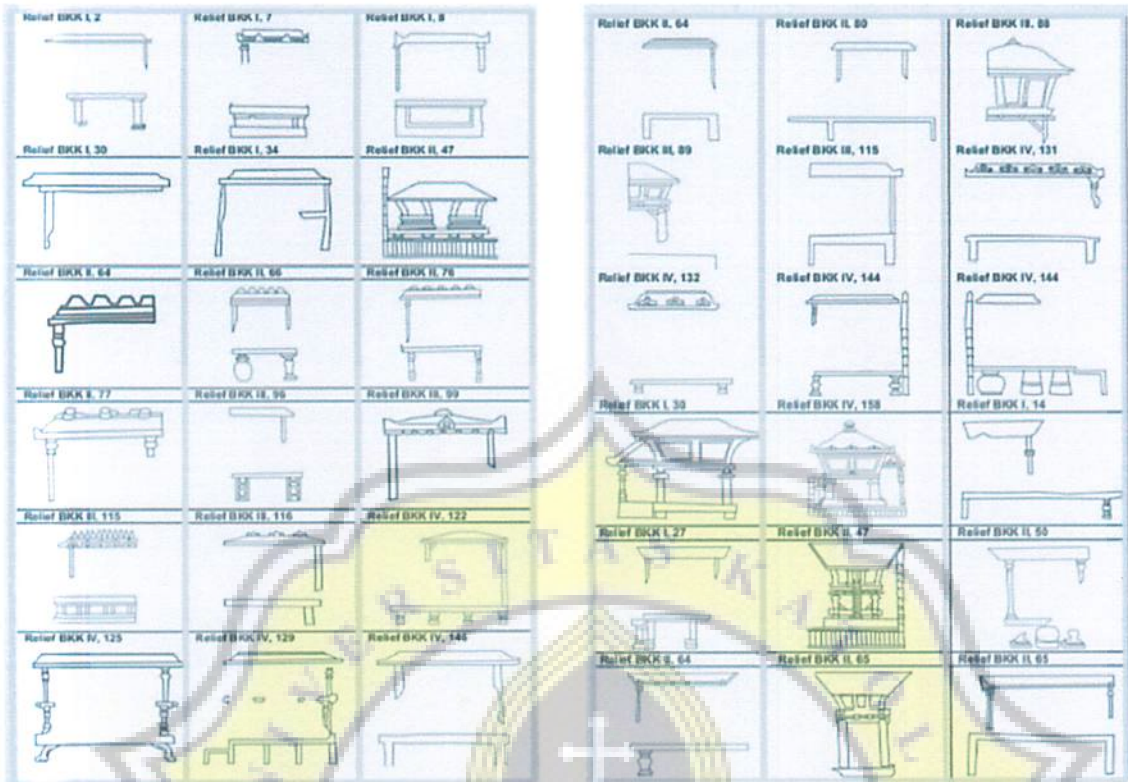 Relief BKK I, 2
Relief BKK I, 7
Relief BKK I, 8
Relief BKK I, 30
Relief BKK I, 34
Relief BKK II, 47
Relief BKK II, 64
Relief BKK II, 66
Relief BKK II, 76
Relief BKK II, 77
Relief BKK III, 96
Relief BKK III, 99
Relief BKK III, 115
Relief BKK III, 116
Relief BKK IV, 122
Relief BKK IV, 125
Relief BKK IV, 129
Relief BKK IV, 146
Relief BKK II, 64
Relief BKK II, 80
Relief BKK III, 88
Relief BKK III, 89
Relief BKK III, 115
Relief BKK IV, 131
Relief BKK IV, 132
Relief BKK IV, 144
Relief BKK IV, 144
Relief BKK I, 30
Relief BKK IV, 158
Relief BKK I, 14
Relief BKK I, 27
Relief BKK II, 47
Relief BKK II, 50
Relief BKK II, 64
Relief BKK II, 65
Relief BKK II, 65